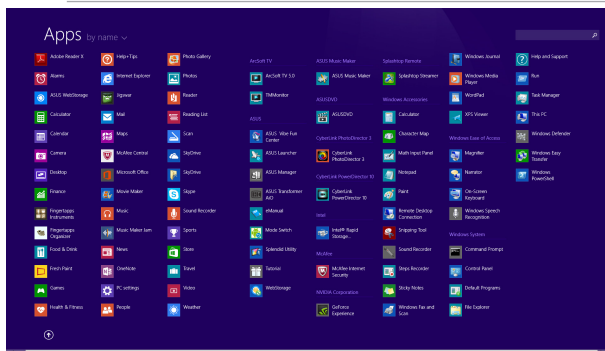 Apps by name
Adobe Reader X
Alarms
ASUS WebStorage
Calculator
Calendar
Camera
Desktop
Finance
Fingertapps Instruments
Fingertapps Organizer
Food & Drink
Fresh Paint
Games
Health & Fitness
Help+Tips
Internet Explorer
Jigswar
Mail
Maps
McAfee Central
Microsoft Office
Movie Maker
Music
Music Maker Jam
News
OneNote
PC settings
People
Photo Gallery
Photos
Reader
Reading List
Scan
SkyDrive
SkyDrive
Skype
Sound Recorder
Sports
Store
Travel
Video
Weather
ArcSoft TV
ArcSoft TV 5.0
TMMonitor
ASUS
ASUS Vibe Fun
Center
ASUS Launcher
ASUS Manager
ASUS Transformer
AiO
eManual
Mode Switch
Splendid Utility
Tutorial
WebStorage
ASUS Music Maker
ASUS Music Maker
ASUSDVD
ASUSDVD
CyberLink PhotoDirector 3
CyberLink
PhotoDirector 3
CyberLink PowerDirector 10
CyberLink
PowerDirector 10
Intel
Intel® Rapid
Storage...
McAfee
McAfee Internet
Security
NVIDIA Corporation
GeForce
Experience
Splashtop Remote
Splashtop Streamer
Windows Accessories
Calculator
Character Map
Math Input Panel
Notepad
Paint
Remote Desktop
Connection
Snipping Tool
Sound Recorder
Steps Recorder
Sticky Notes
Windows Fax and
Scan
Windows Journal
Windows Media
Player
WordPad
XPS Viewer
Windows Ease of Access
Magnifier
Narrator
On-Screen
Keyboard
Windows Speech
Recognition
Windows System
Command Prompt
Control Panel
Default Programs
File Explorer
Help and Support
Run
Task Manager
This PC
Windows Defender
Windows Easy
Transfer
Windows
PowerShell